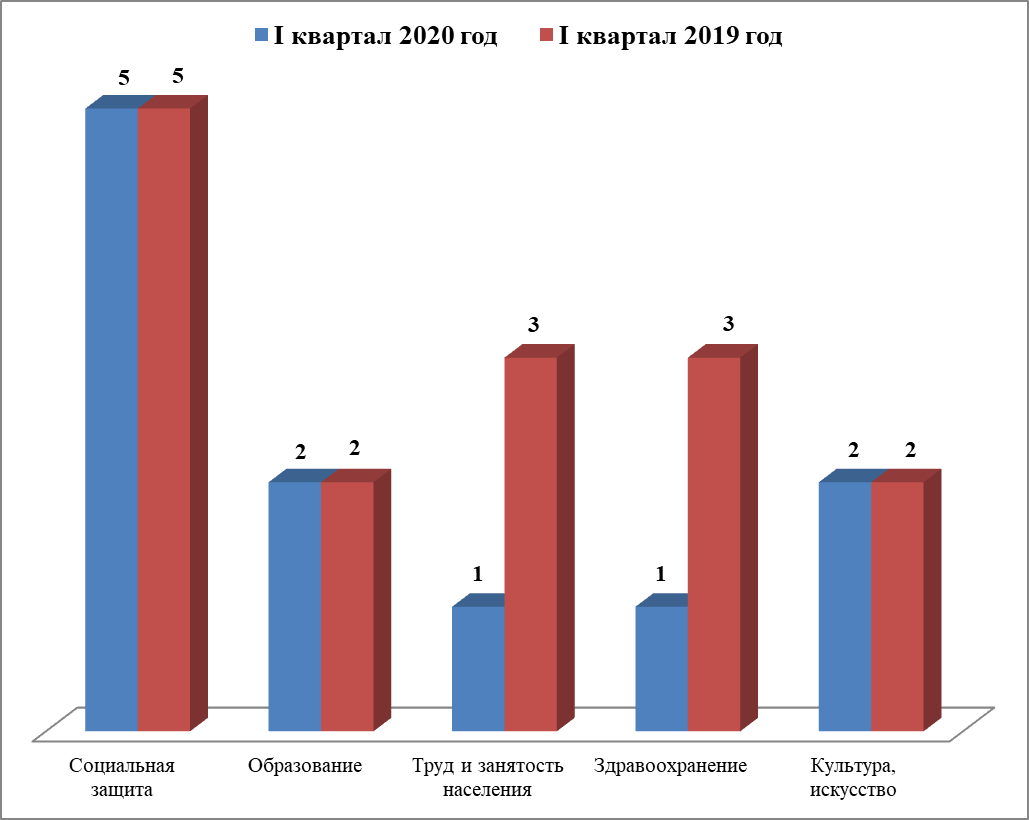 I квартал 2020 год I квартал 2019 год
5 5
3 3
2 2 2 2
1 1
Социальная защита
Образование
Труд и занятость населения
Здравоохранение
Культура, искусство